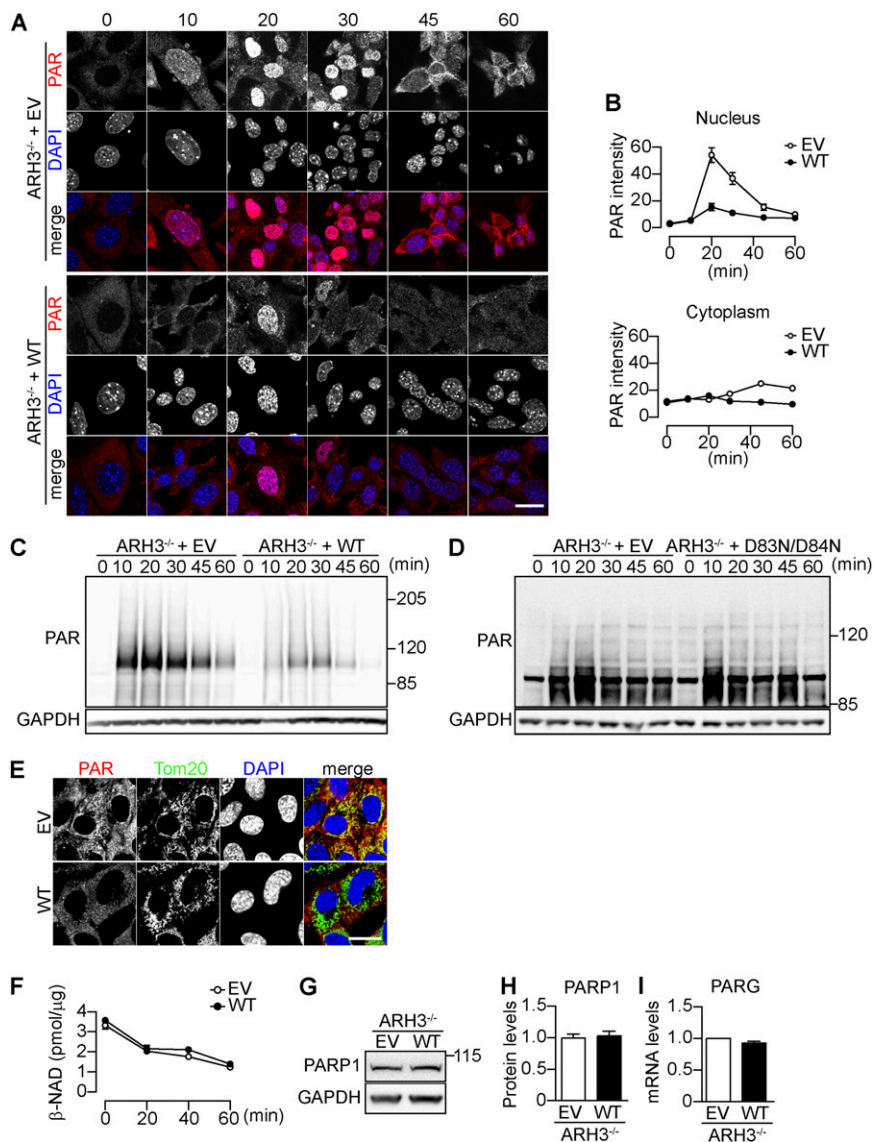 A
0 10 20 30 45 60
ARH3-/- + EV
PAR
DAPI
merge
ARH3-/- + WT
PAR
DAPI
merge
B
Nucleus
EV
WT
PAR intensity
60
40
20
0
0 20 40 60
(min)
Cytoplasm
EV
WT
PAR intensity
60
40
20
0
0 20 40 60
(min)
C
ARH3-/- + EV ARH3-/- + WT
0 10 20 30 45 60 0 10 20 30 45 60 (min)
PAR
205
120
85
GAPDH
D
ARH3-/- + EV ARH3-/- + D83N/D84N
0 10 20 30 45 60 0 10 20 30 45 60 (min)
PAR
120
85
GAPDH
E
PAR Tom20 DAPI merge
EV
WT
F
EV
WT
β-NAD (pmol/μg)
4
3
2
1
0
0 20 40 60 (min)
G
ARH3-/-
EV WT
PARP1
115
GAPDH
H
PARP1
Protein levels
1.5
1.0
0.5
0
EV WT
ARH3-/-
I
PARG
mRNA levels
1.5
1.0
0.5
0
EV WT
ARH3-/-